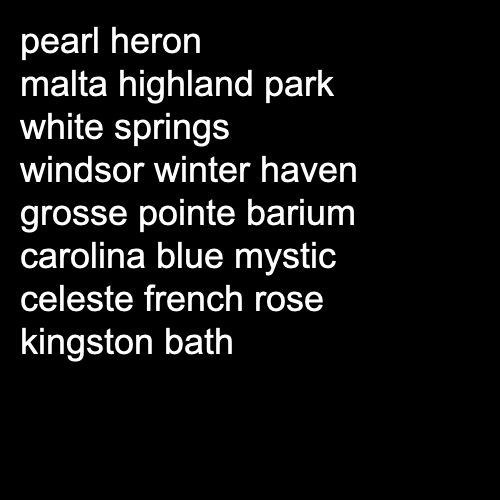 pearl heron
malta highland park
white springs
windsor winter haven
grosse pointe barium
carolina blue mystic
celeste french rose
kingston bath